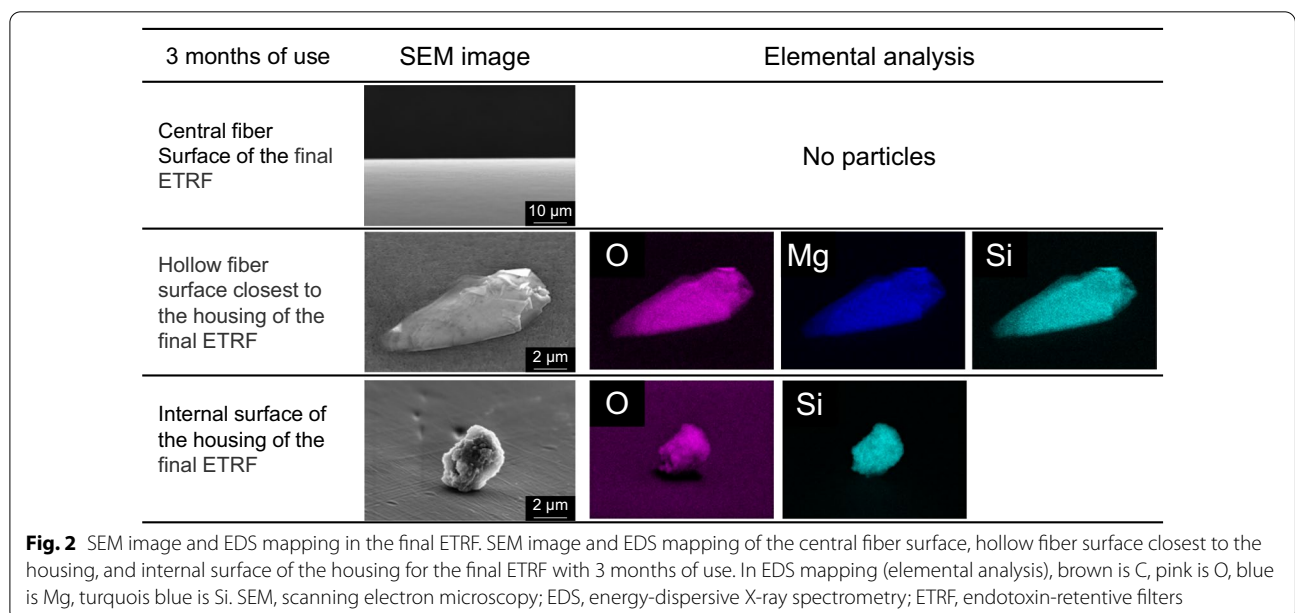 3 months of use SEM image Elemental analysis
Central fiber
Surface of the final
ETRF
10 μm
No particles
Hollow fiber
surface closest to
the housing of the
final ETRF
2 μm
O Mg Si
Internal surface of
the housing of the
final ETRF
2 μm
O Si
Fig. 2 SEM image and EDS mapping in the final ETRF. SEM image and EDS mapping of the central fiber surface, hollow fiber surface closest to the
housing, and internal surface of the housing for the final ETRF with 3 months of use. In EDS mapping (elemental analysis), brown is C, pink is O, blue
is Mg, turquois blue is Si. SEM, scanning electron microscopy; EDS, energy-dispersive X-ray spectrometry; ETRF, endotoxin-retentive filters